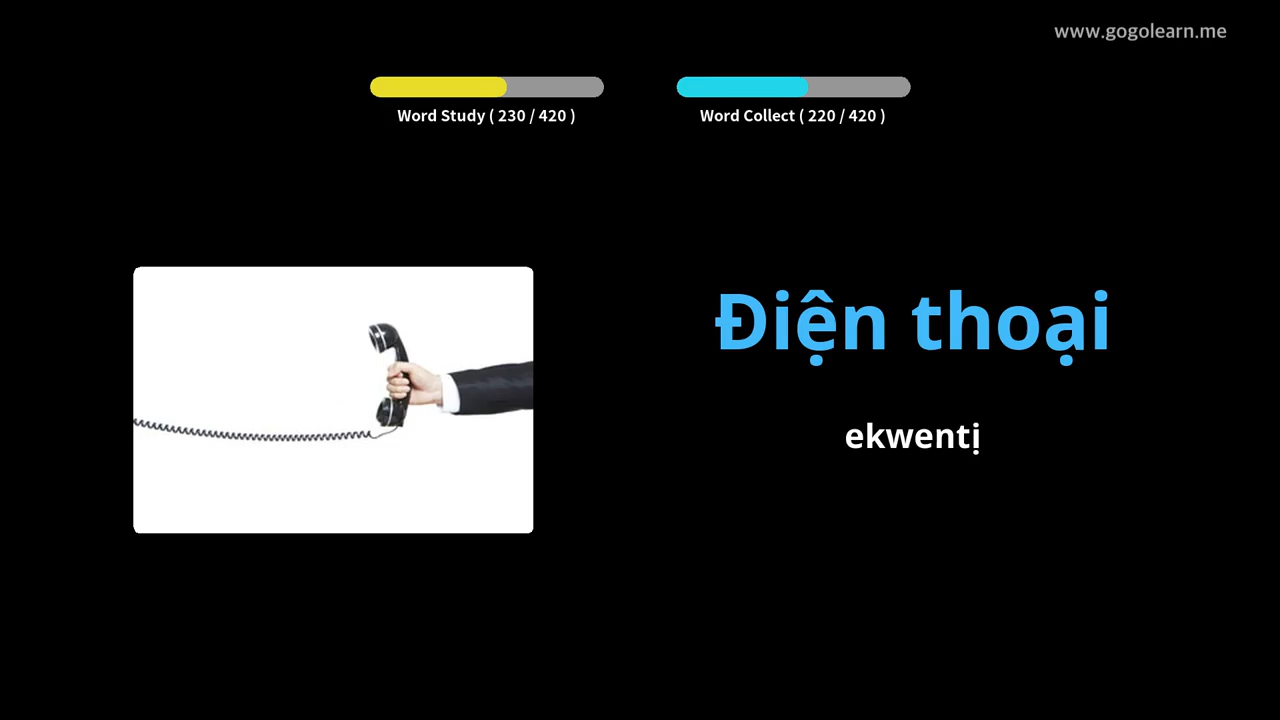 www.gogolearn.me
Word Study ( 230 / 420 )
Word Collect ( 220 / 420 )
Điện thoại
ekwentị